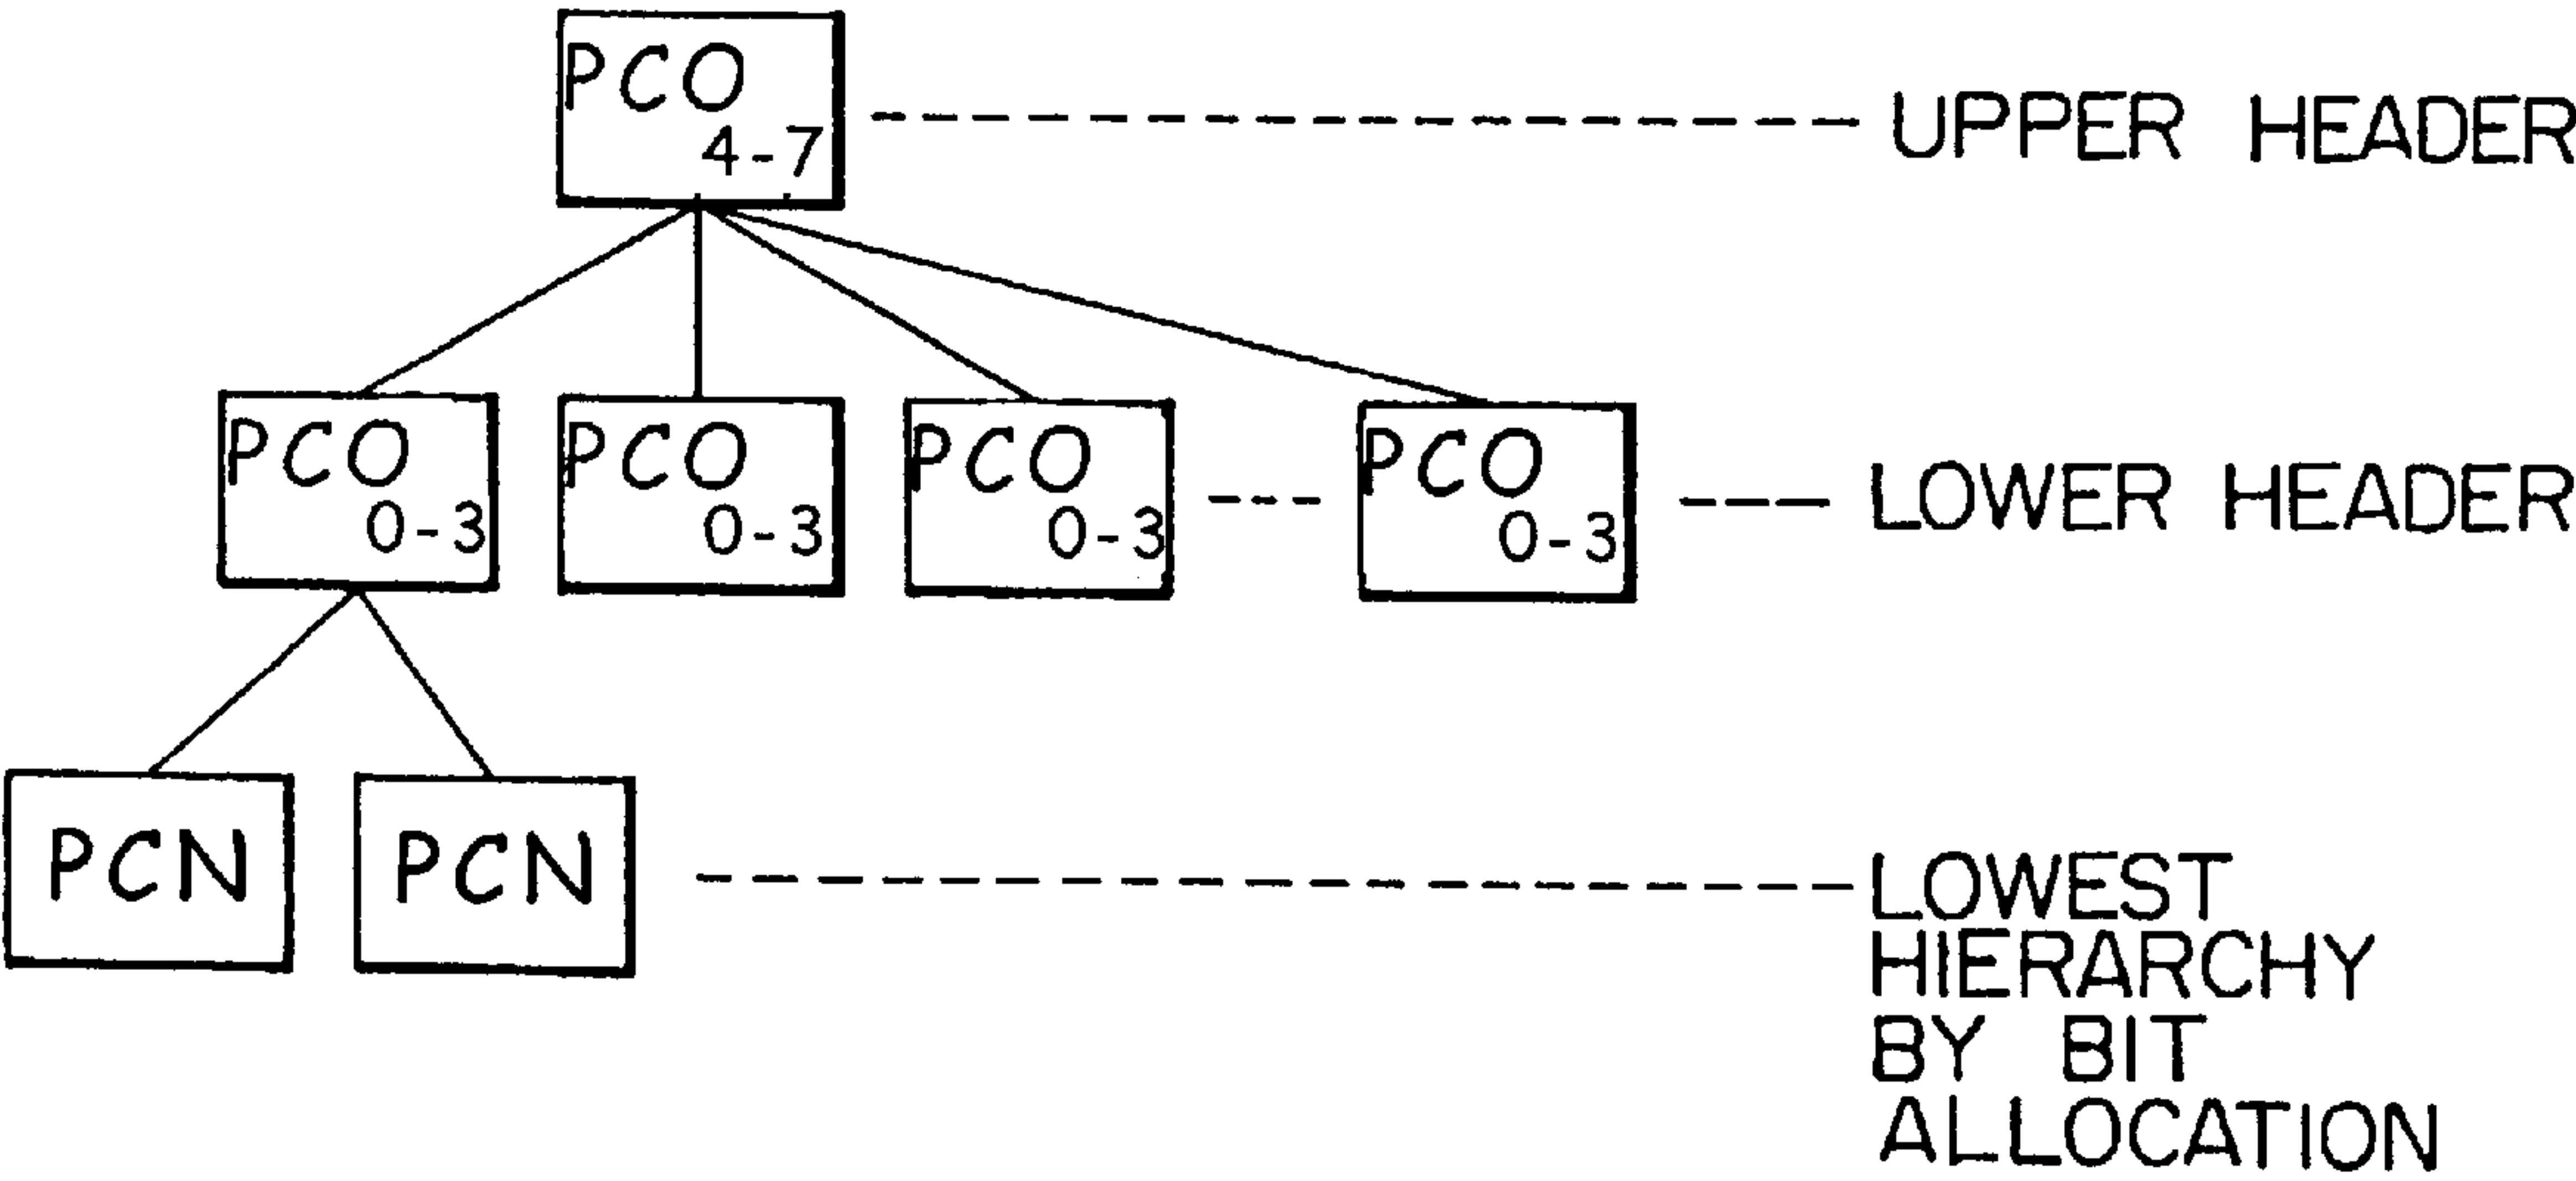 PCO
4-7
UPPER HEADER
PCO
0-3
PCO
0-3
PCO
0-3
PCO
0-3
LOWER HEADER
PCN
PCN
LOWEST
HIERARCHY
BY BIT
ALLOCATION